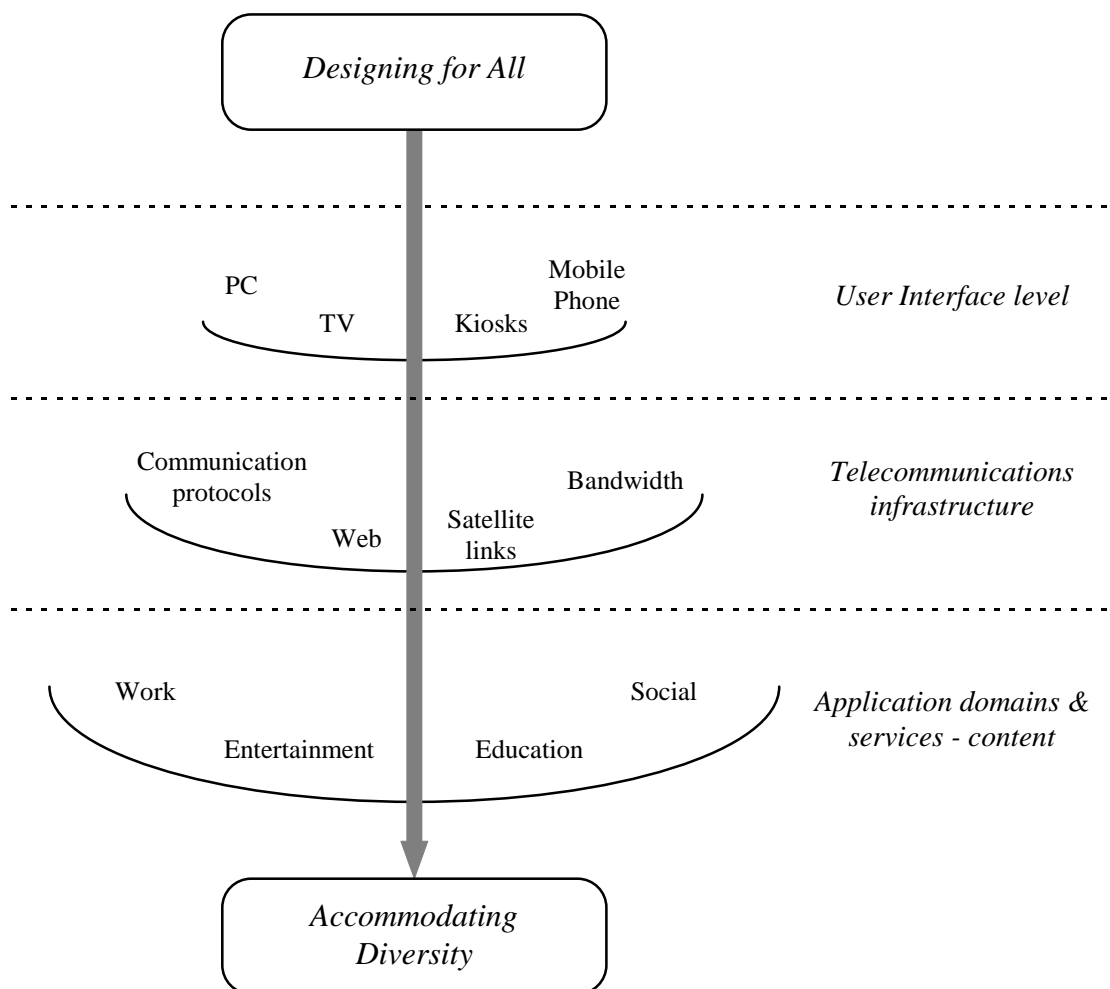 Designing for All
PC
TV
Kiosks
Mobile
Phone
User Interface level
Communication
protocols
Web
Satellite
links
Bandwidth
Telecommunications
infrastructure
Work
Entertainment
Education
Social
Application domains &
services - content
Accommodating
Diversity